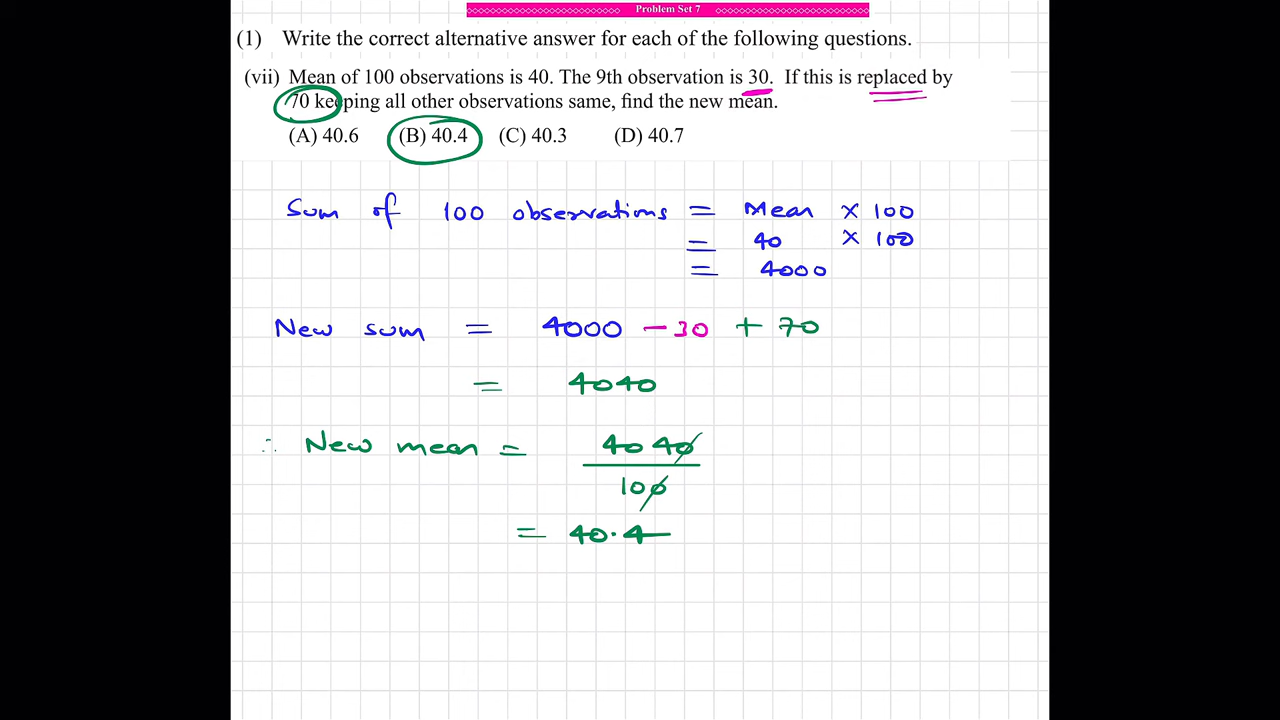 Problem Set 7
(1) Write the correct alternative answer for each of the following questions.
(vii) Mean of 100 observations is 40. The 9th observation is 30. If this is replaced by
70 keeping all other observations same, find the new mean.
(A) 40.6 (B) 40.4 (C) 40.3 (D) 40.7
Sum of 100 observations = Mean × 100
= 40 × 100
= 4000
New sum = 4000 - 30 + 70
= 4040
∴ New mean = 4040
100
= 40.4